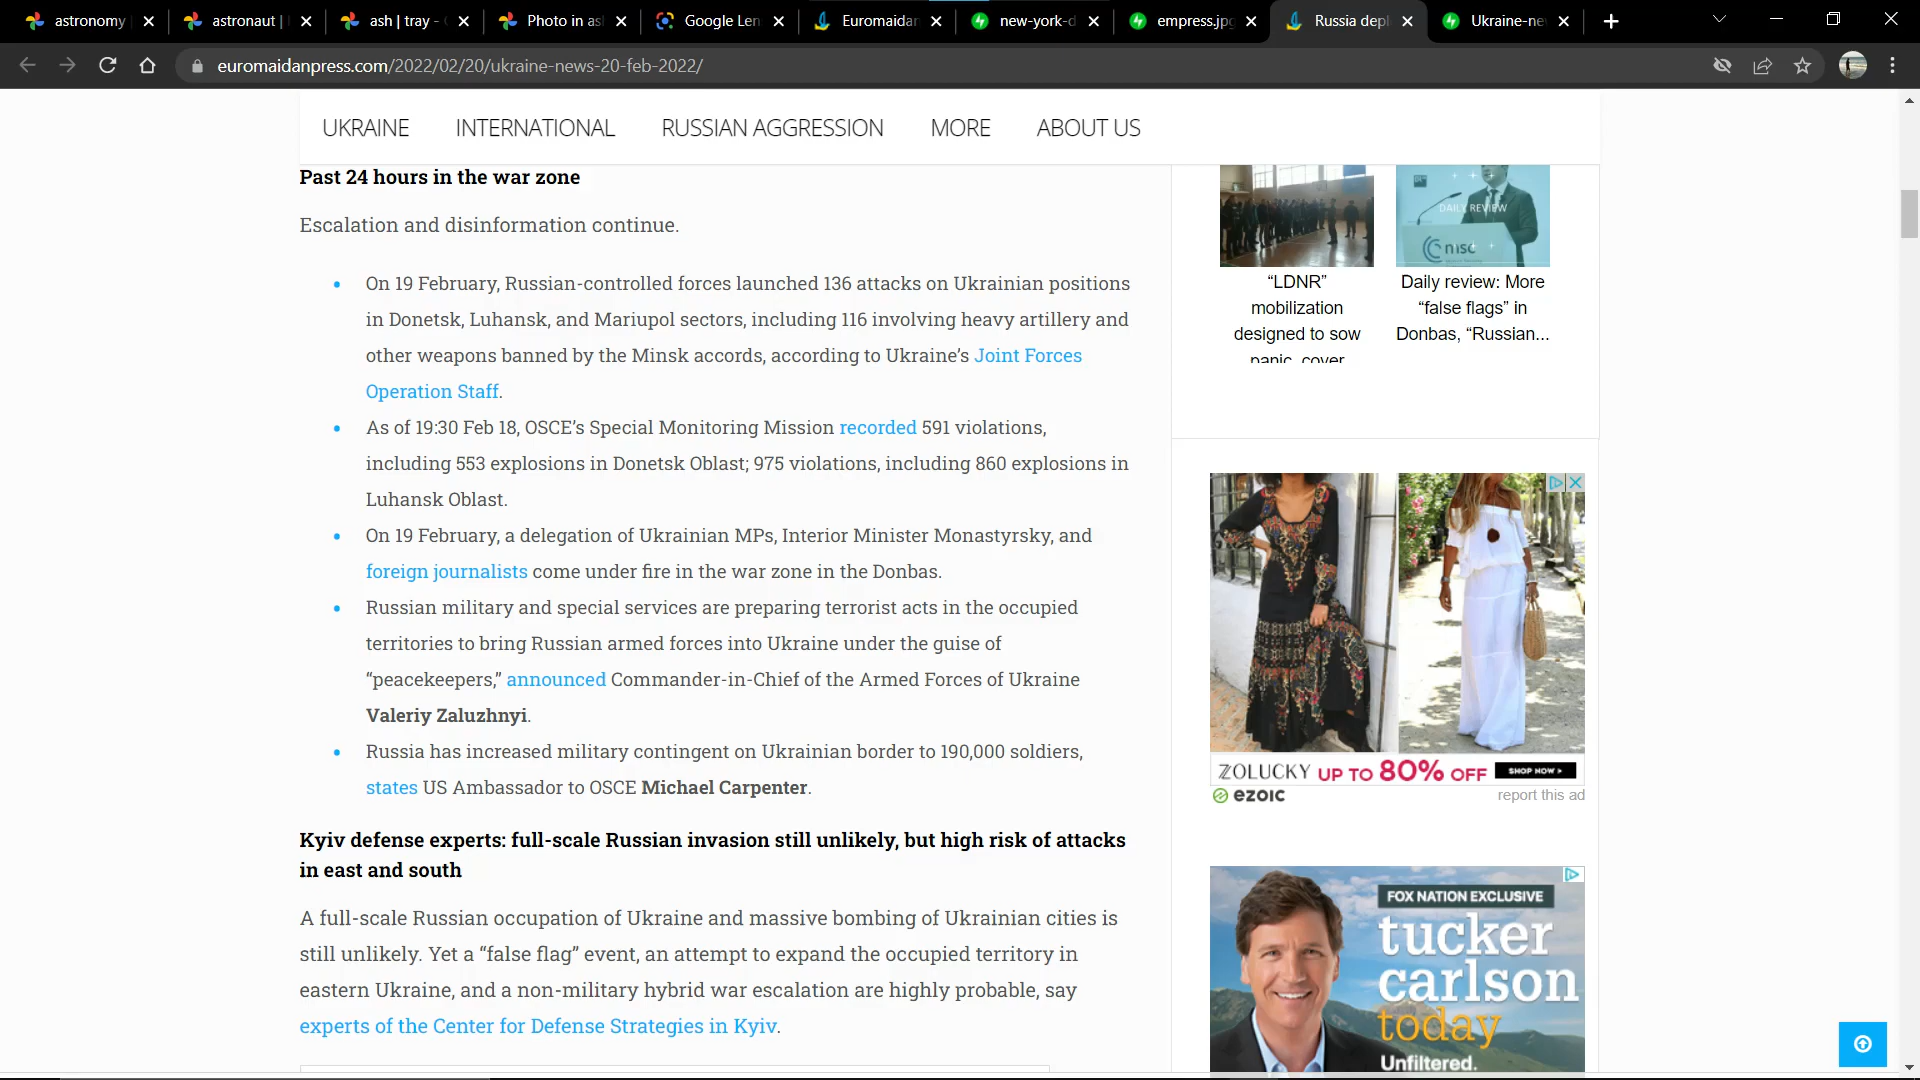 astronomy
astronaut |
ash | tray -
Photo in as
Google Len
Euromaidan
new-york-d
empress.jpg
Russia depl
Ukraine-ne
euromaidanpress.com/2022/02/20/ukraine-news-20-feb-2022/
UKRAINE INTERNATIONAL RUSSIAN AGGRESSION MORE ABOUT US
Past 24 hours in the war zone
Escalation and disinformation continue.
On 19 February, Russian-controlled forces launched 136 attacks on Ukrainian positions
in Donetsk, Luhansk, and Mariupol sectors, including 116 involving heavy artillery and
other weapons banned by the Minsk accords, according to Ukraine’s Joint Forces
Operation Staff.
As of 19:30 Feb 18, OSCE’s Special Monitoring Mission recorded 591 violations,
including 553 explosions in Donetsk Oblast; 975 violations, including 860 explosions in
Luhansk Oblast.
On 19 February, a delegation of Ukrainian MPs, Interior Minister Monastyrsky, and
foreign journalists come under fire in the war zone in the Donbas.
Russian military and special services are preparing terrorist acts in the occupied
territories to bring Russian armed forces into Ukraine under the guise of
“peacekeepers,” announced Commander-in-Chief of the Armed Forces of Ukraine
Valeriy Zaluzhnyi.
Russia has increased military contingent on Ukrainian border to 190,000 soldiers,
states US Ambassador to OSCE Michael Carpenter.
Kyiv defense experts: full-scale Russian invasion still unlikely, but high risk of attacks
in east and south
A full-scale Russian occupation of Ukraine and massive bombing of Ukrainian cities is
still unlikely. Yet a “false flag” event, an attempt to expand the occupied territory in
eastern Ukraine, and a non-military hybrid war escalation are highly probable, say
experts of the Center for Defense Strategies in Kyiv.
DAILY REVIEW
msc
“LDNR”
mobilization
designed to sow
panic, cover
Daily review: More
“false flags” in
Donbas, “Russian...
ZOLUCKY UP TO 80% OFF SHOP NOW >
ezoic
report this ad
FOX NATION EXCLUSIVE
tucker
carlson
today
Unfiltered.